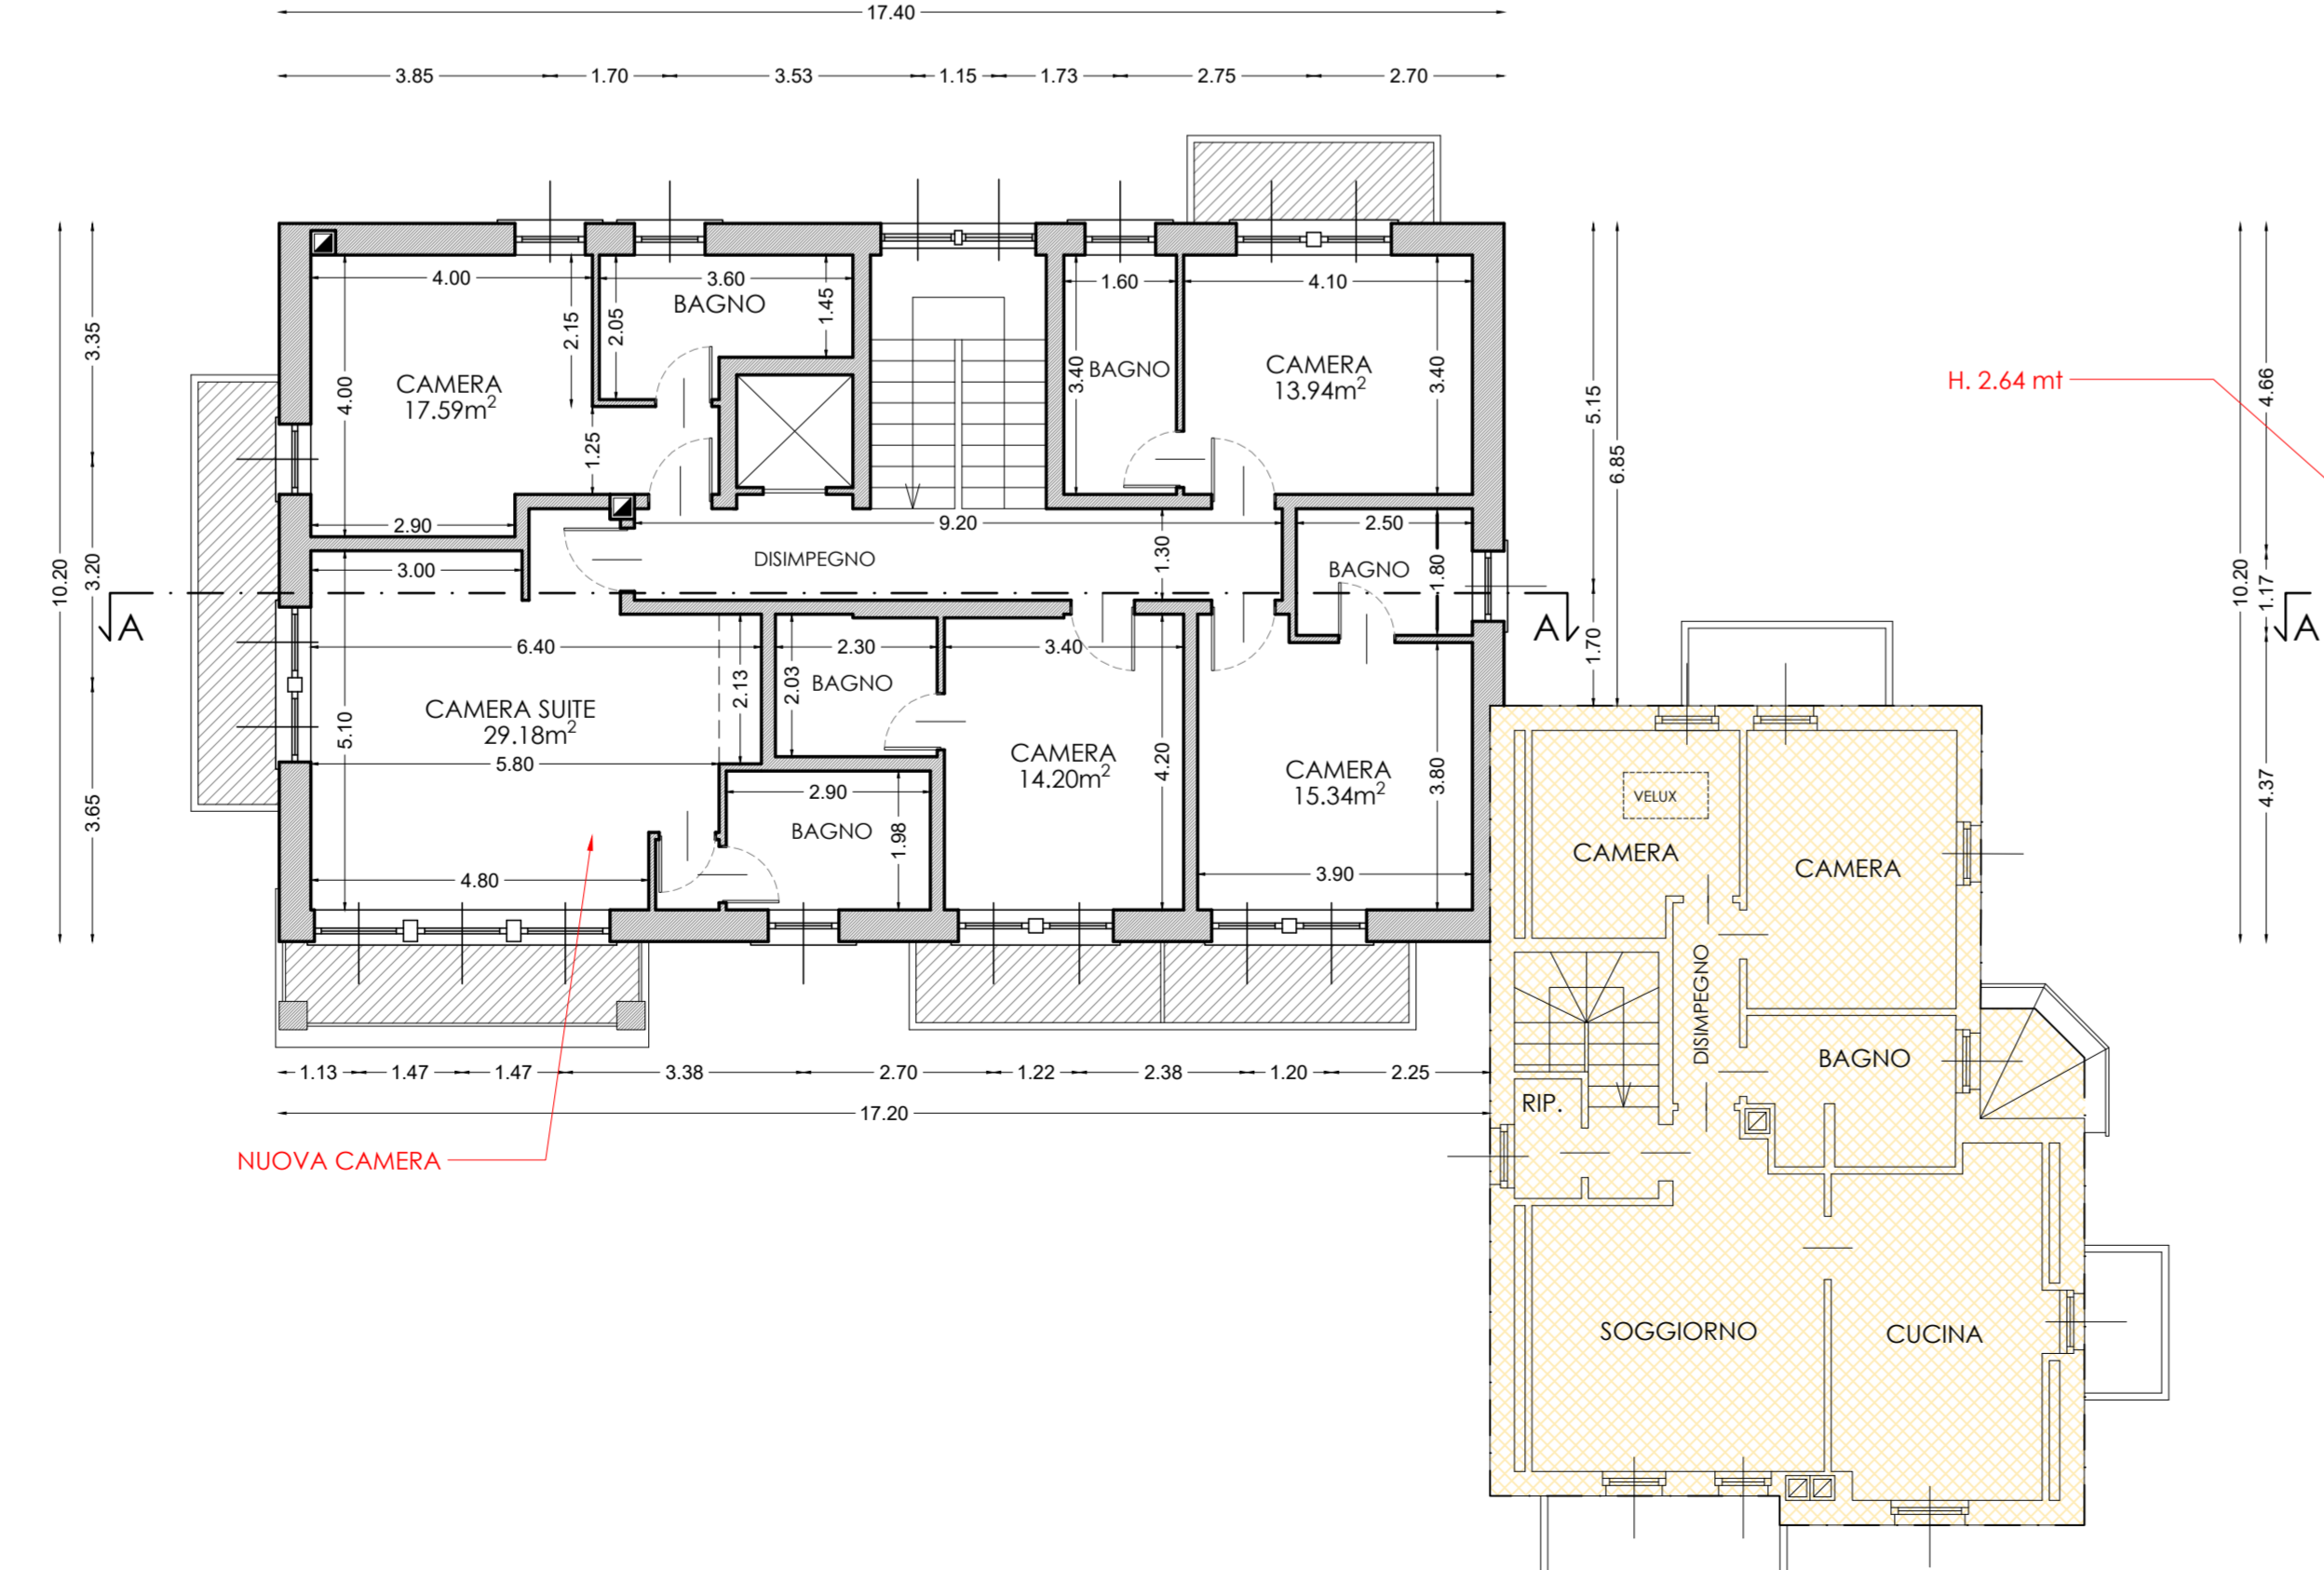 17.40
3.85 1.70 3.53 1.15 1.73 2.75 2.70
10.20
3.35
3.20
3.65
4.00
4.00
2.15
CAMERA
17.59m²
2.90
1.25
3.60
BAGNO
2.05
1.45
1.60
3.40
BAGNO
4.10
CAMERA
13.94m²
3.40
5.15
6.85
1.70
H. 2.64 mt
10.20
4.66
1.17
4.37
9.20
DISIMPEGNO
1.30
2.50
BAGNO
1.80
A
A
A
3.00
6.40
5.10
CAMERA SUITE
29.18m²
5.80
2.13
4.80
2.30
2.03
BAGNO
2.90
BAGNO
1.98
3.40
CAMERA
14.20m²
4.20
CAMERA
15.34m²
3.80
3.90
1.13 1.47 1.47 3.38 2.70 1.22 2.38 1.20 2.25
17.20
NUOVA CAMERA
VELUX
CAMERA
CAMERA
DISIMPEGNO
BAGNO
RIP.
SOGGIORNO
CUCINA